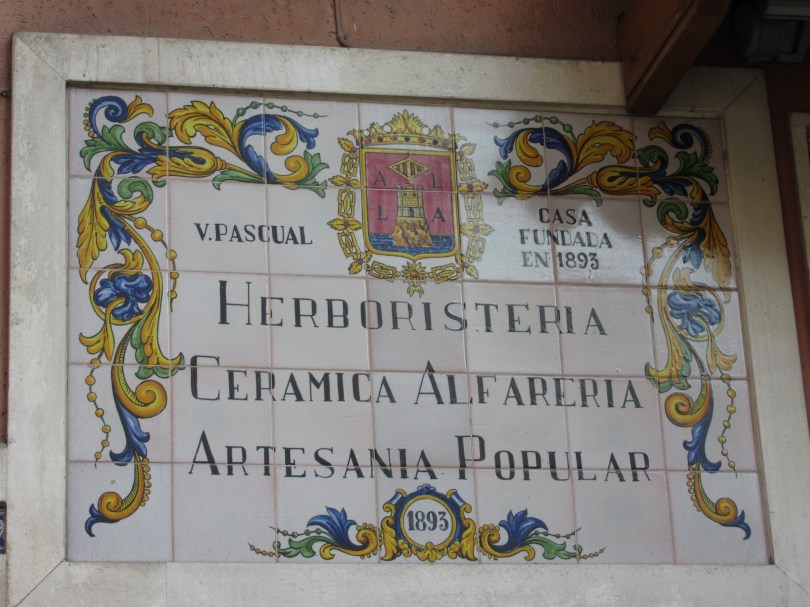 A L
L A
V. PASCUAL
CASA
FUNDADA
EN 1893
HERBORISTERIA
CERAMICA ALFARERIA
ARTESANIA POPULAR
1893